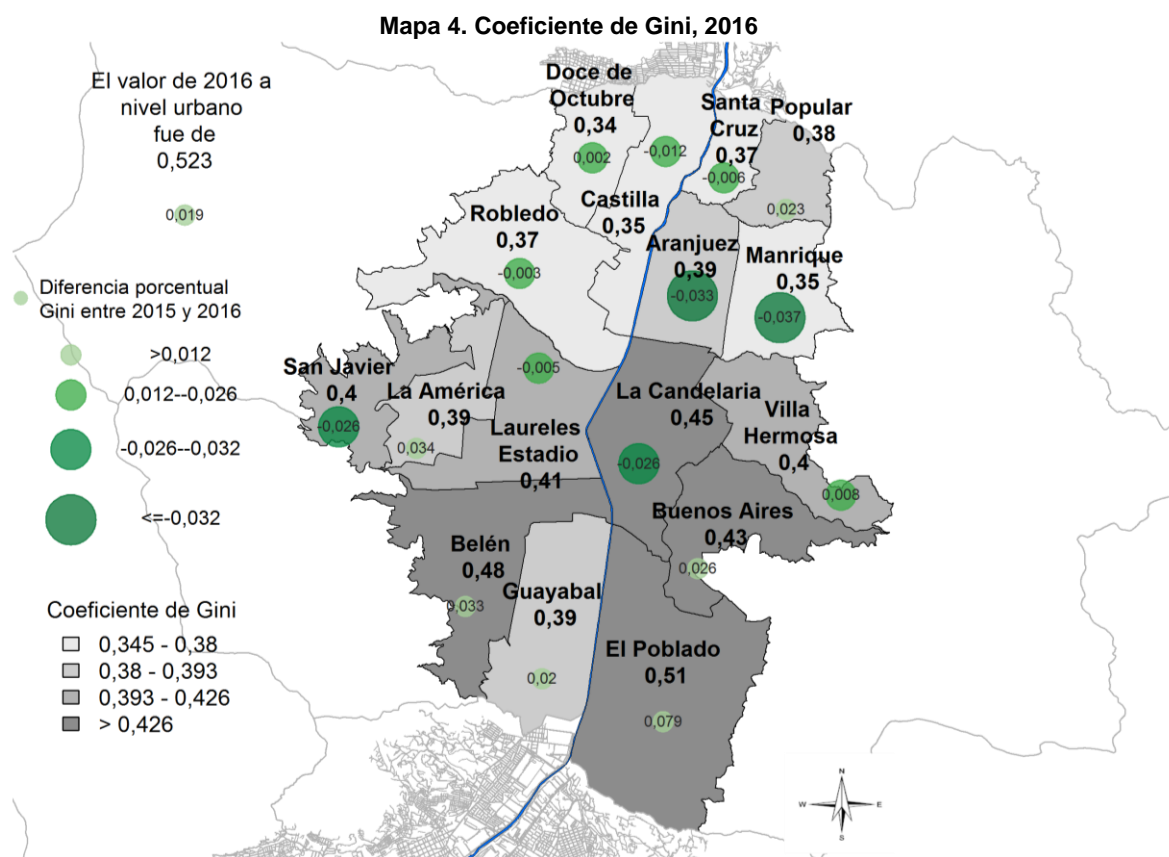 Mapa 4. Coeficiente de Gini, 2016
El valor de 2016 a
nivel urbano
fue de
0,523
0,019
Diferencia porcentual
Gini entre 2015 y 2016
>0,012
0,012--0,026
-0,026--0,032
<=-0,032
Coeficiente de Gini
0,345 - 0,38
0,38 - 0,393
0,393 - 0,426
> 0,426
Doce de
Octubre
0,34
0,002
-0,012
Castilla
0,35
Santa
Cruz
0,37
-0,006
Popular
0,38
0,023
Robledo
0,37
-0,003
Aranjuez
0,39
-0,033
Manrique
0,35
-0,037
San Javier
0,4
-0,026
La América
0,39
0,034
-0,005
Laureles
Estadio
0,41
La Candelaria
0,45
-0,026
Villa
Hermosa
0,4
0,008
Buenos Aires
0,43
0,026
Belén
0,48
0,033
Guayabal
0,39
0,02
El Poblado
0,51
0,079
N
W E
S